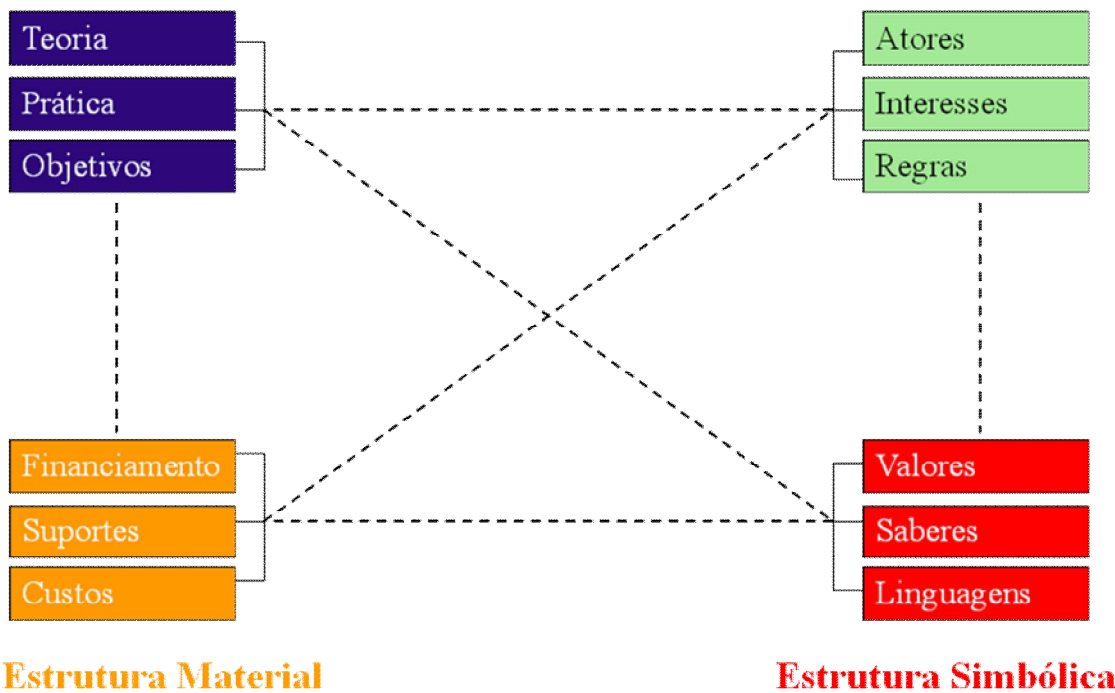 Teoria
Prática
Objetivos
Atores
Interesses
Regras
Financiamento
Suportes
Custos
Valores
Saberes
Linguagens
Estrutura Material
Estrutura Simbólica